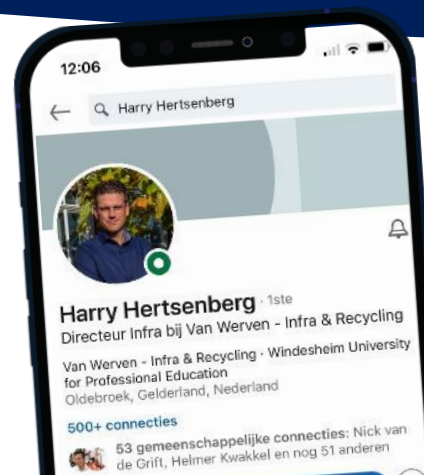 12:06
Harry Hertsenberg
Harry Hertsenberg · 1ste
Directeur Infra bij Van Werven - Infra & Recycling
Van Werven - Infra & Recycling · Windesheim University
for Professional Education
Oldebroek, Gelderland, Nederland
500+ connecties
53 gemeenschappelijke connecties: Nick van
de Grift, Helmer Kwakkel en nog 51 anderen